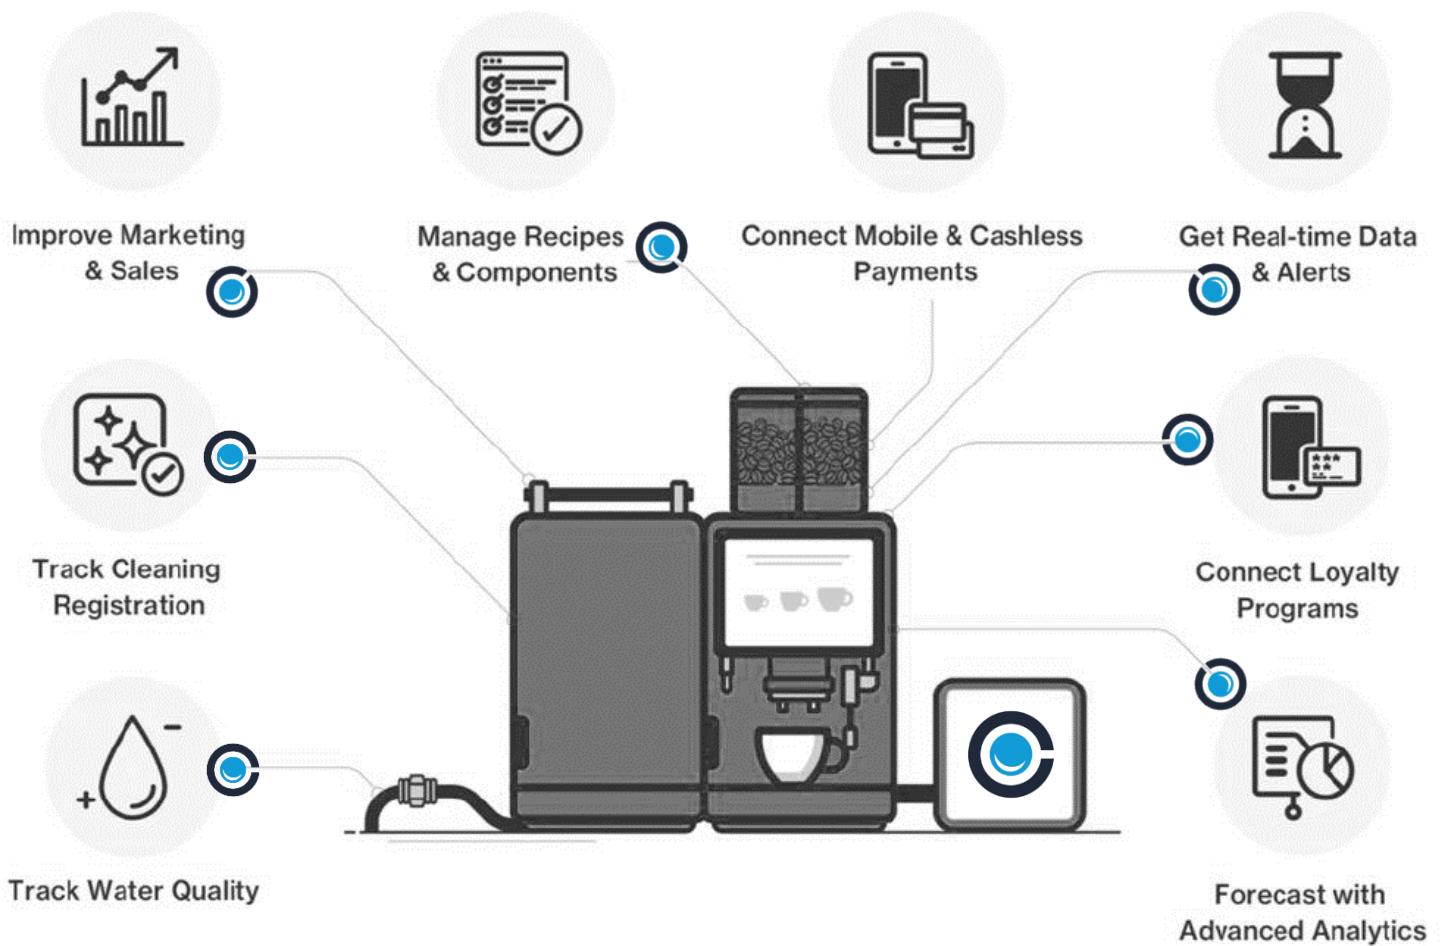 Improve Marketing
& Sales
Manage Recipes
& Components
Connect Mobile & Cashless
Payments
Get Real-time Data
& Alerts
Track Cleaning
Registration
Connect Loyalty
Programs
Track Water Quality
Forecast with
Advanced Analytics